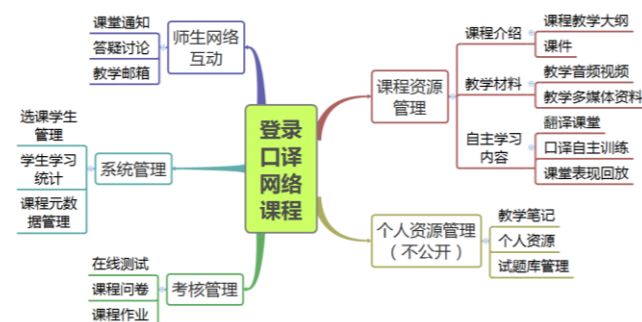 课堂通知
答疑讨论
教学邮箱
师生网络
互动
选课学生
管理
学生学习
统计
课程元数
据管理
系统管理
在线测试
课程问卷
课程作业
考核管理
登录
口译
网络
课程
课程资源
管理
课程介绍
课程教学大纲
课件
教学材料
教学音频视频
教学多媒体资料
自主学习
内容
翻译课堂
口译自主训练
课堂表现回放
个人资源管理
（不公开）
教学笔记
个人资源
试题库管理